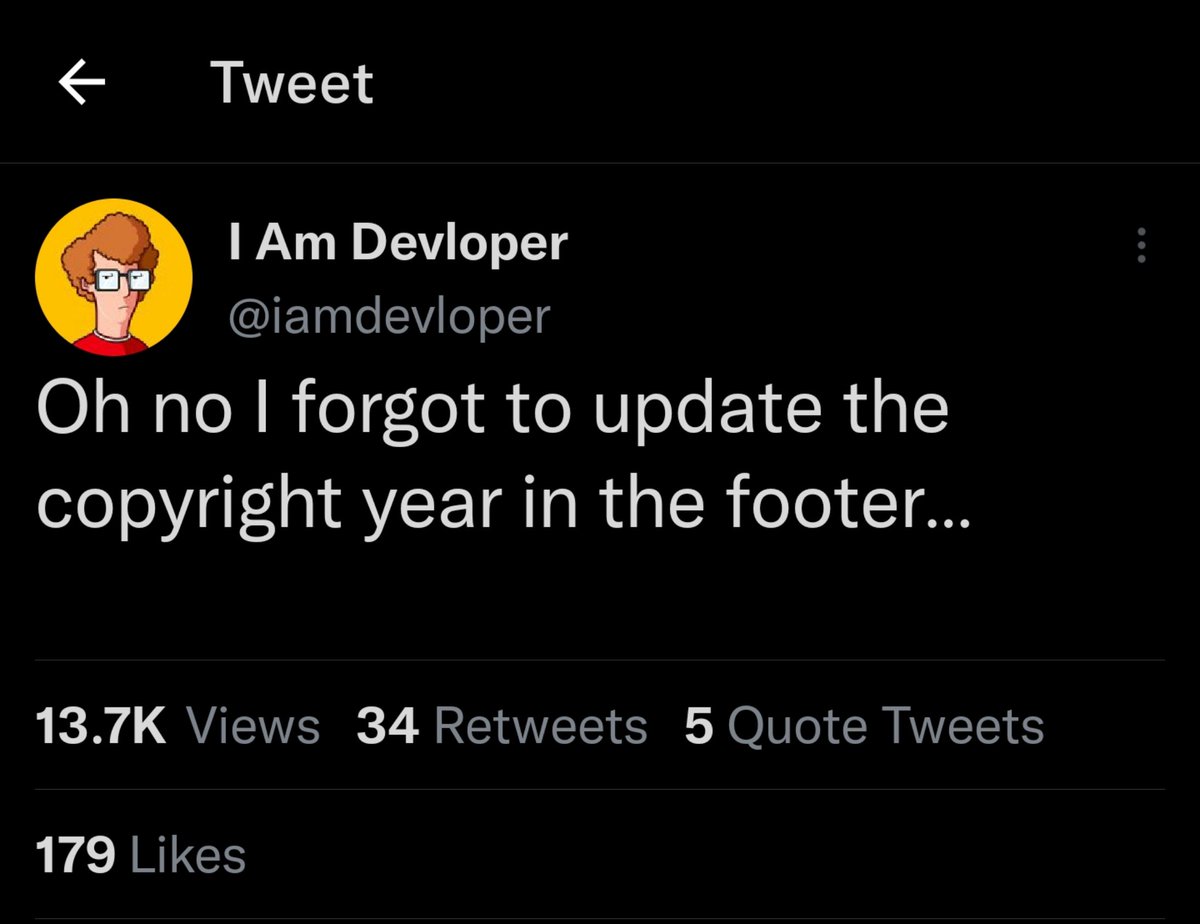 Tweet
I Am Devloper
@iamdevloper
Oh no I forgot to update the
copyright year in the footer...
13.7K Views 34 Retweets 5 Quote Tweets
179 Likes